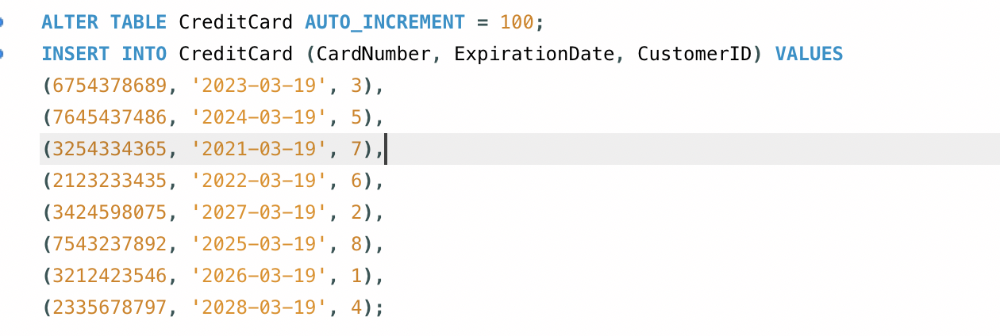 ALTER TABLE CreditCard AUTO_INCREMENT = 100;
INSERT INTO CreditCard (CardNumber, ExpirationDate, CustomerID) VALUES
(6754378689, '2023-03-19', 3),
(7645437486, '2024-03-19', 5),
(3254334365, '2021-03-19', 7),
(2123233435, '2022-03-19', 6),
(3424598075, '2027-03-19', 2),
(7543237892, '2025-03-19', 8),
(3212423546, '2026-03-19', 1),
(2335678797, '2028-03-19', 4);